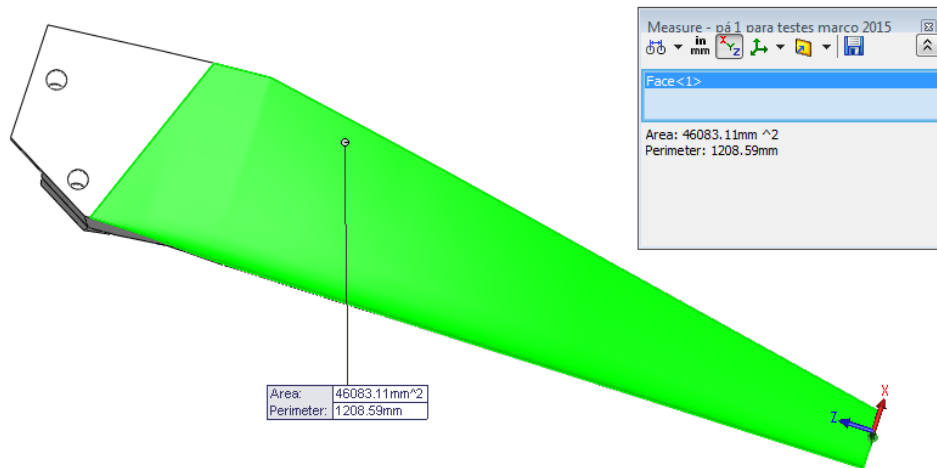 Measure - pá 1 para testes marco 2015
in
mm
X
Y
Z
Face<1>
Area: 46083.11mm ^2
Perimeter: 1208.59mm
Area: 46083.11mm^2
Perimeter: 1208.59mm
X
Z